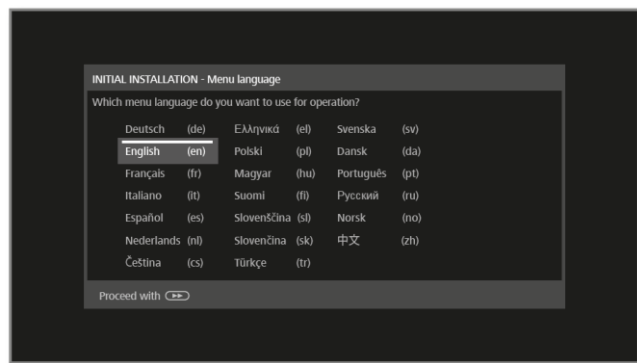 INITIAL INSTALLATION - Menu language
Which menu language do you want to use for operation?
Deutsch (de) Ελληνικά (el) Svenska (sv)
English (en) Polski (pl) Dansk (da)
Français (fr) Magyar (hu) Português (pt)
Italiano (it) Suomi (fi) Русский (ru)
Español (es) Slovenščina (sl) Norsk (no)
Nederlands (nl) Slovenčina (sk) 中文 (zh)
Čeština (cs) Türkçe (tr)
Proceed with